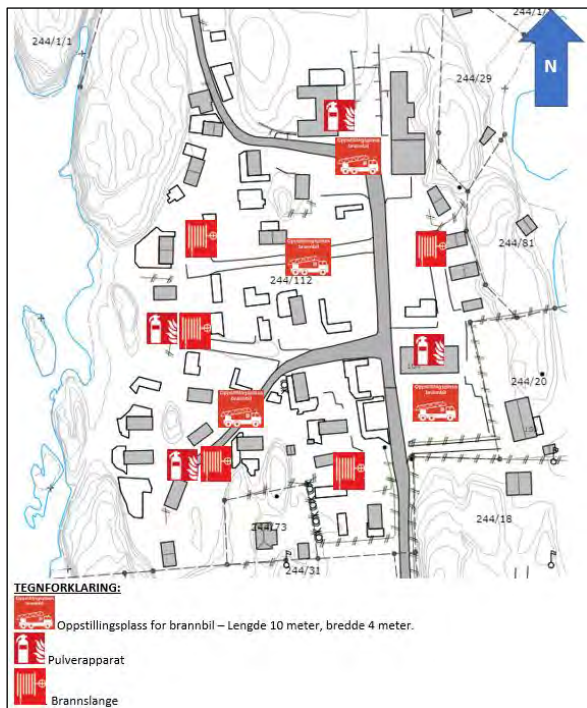 244/1/1
244/1/
N
244/29
Oppstillingsplass
brannbil
244/81
Oppstillingsplass
brannbil
244/112
244/20
Oppstillingsplass
brannbil
Oppstillingsplass
brannbil
244/18
244/73
244/31
TEGNFORKLARING:
Oppstillingsplass
brannbil
Oppstillingsplass for brannbil – Lengde 10 meter, bredde 4 meter.
Pulverapparat
Brannslange